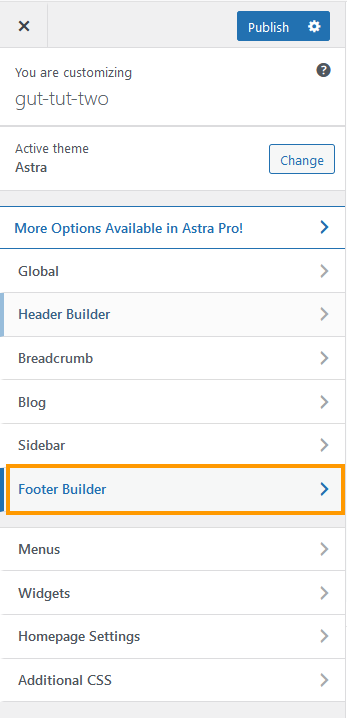 Publish
You are customizing
gut-tut-two
Active theme
Astra
Change
More Options Available in Astra Pro!
Global
Header Builder
Breadcrumb
Blog
Sidebar
Footer Builder
Menus
Widgets
Homepage Settings
Additional CSS